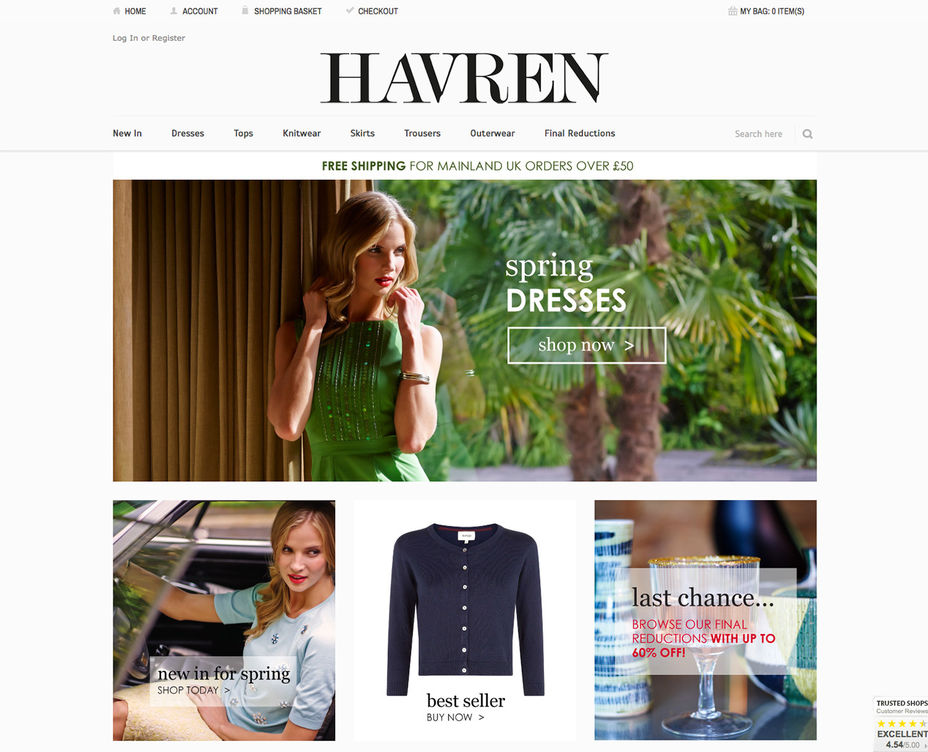 HOME ACCOUNT SHOPPING BASKET CHECKOUT MY BAG: 0 ITEM(S)
Log In or Register
HAVREN
New In Dresses Tops Knitwear Skirts Trousers Outerwear Final Reductions Search here
FREE SHIPPING FOR MAINLAND UK ORDERS OVER £50
spring
DRESSES
shop now >
new in for spring
SHOP TODAY >
best seller
BUY NOW >
last chance...
BROWSE OUR FINAL
REDUCTIONS WITH UP TO
60% OFF!
TRUSTED SHOPS
Customer Reviews
EXCELLENT
4.54/5.00